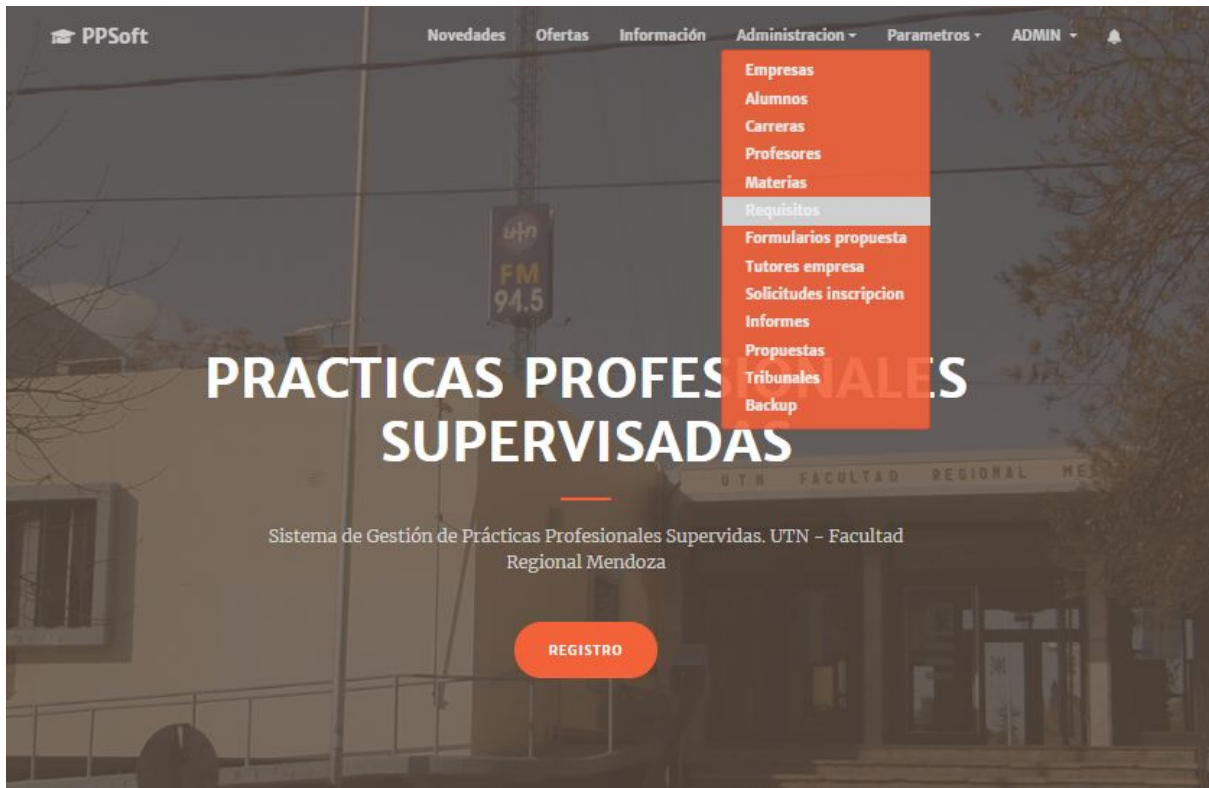 PPSoft
Novedades Ofertas Información Administracion Parametros ADMIN
Empresas
Alumnos
Carreras
Profesores
Materias
Requisitos
Formularios propuesta
Tutores empresa
Solicitudes inscripcion
Informes
Propuestas
Tribunales
Backup
utn
FM
94.5
PRACTICAS PROFESIONALES
SUPERVISADAS
UTN FACULTAD REGIONAL ME
Sistema de Gestión de Prácticas Profesionales Supervidas. UTN – Facultad
Regional Mendoza
REGISTRO